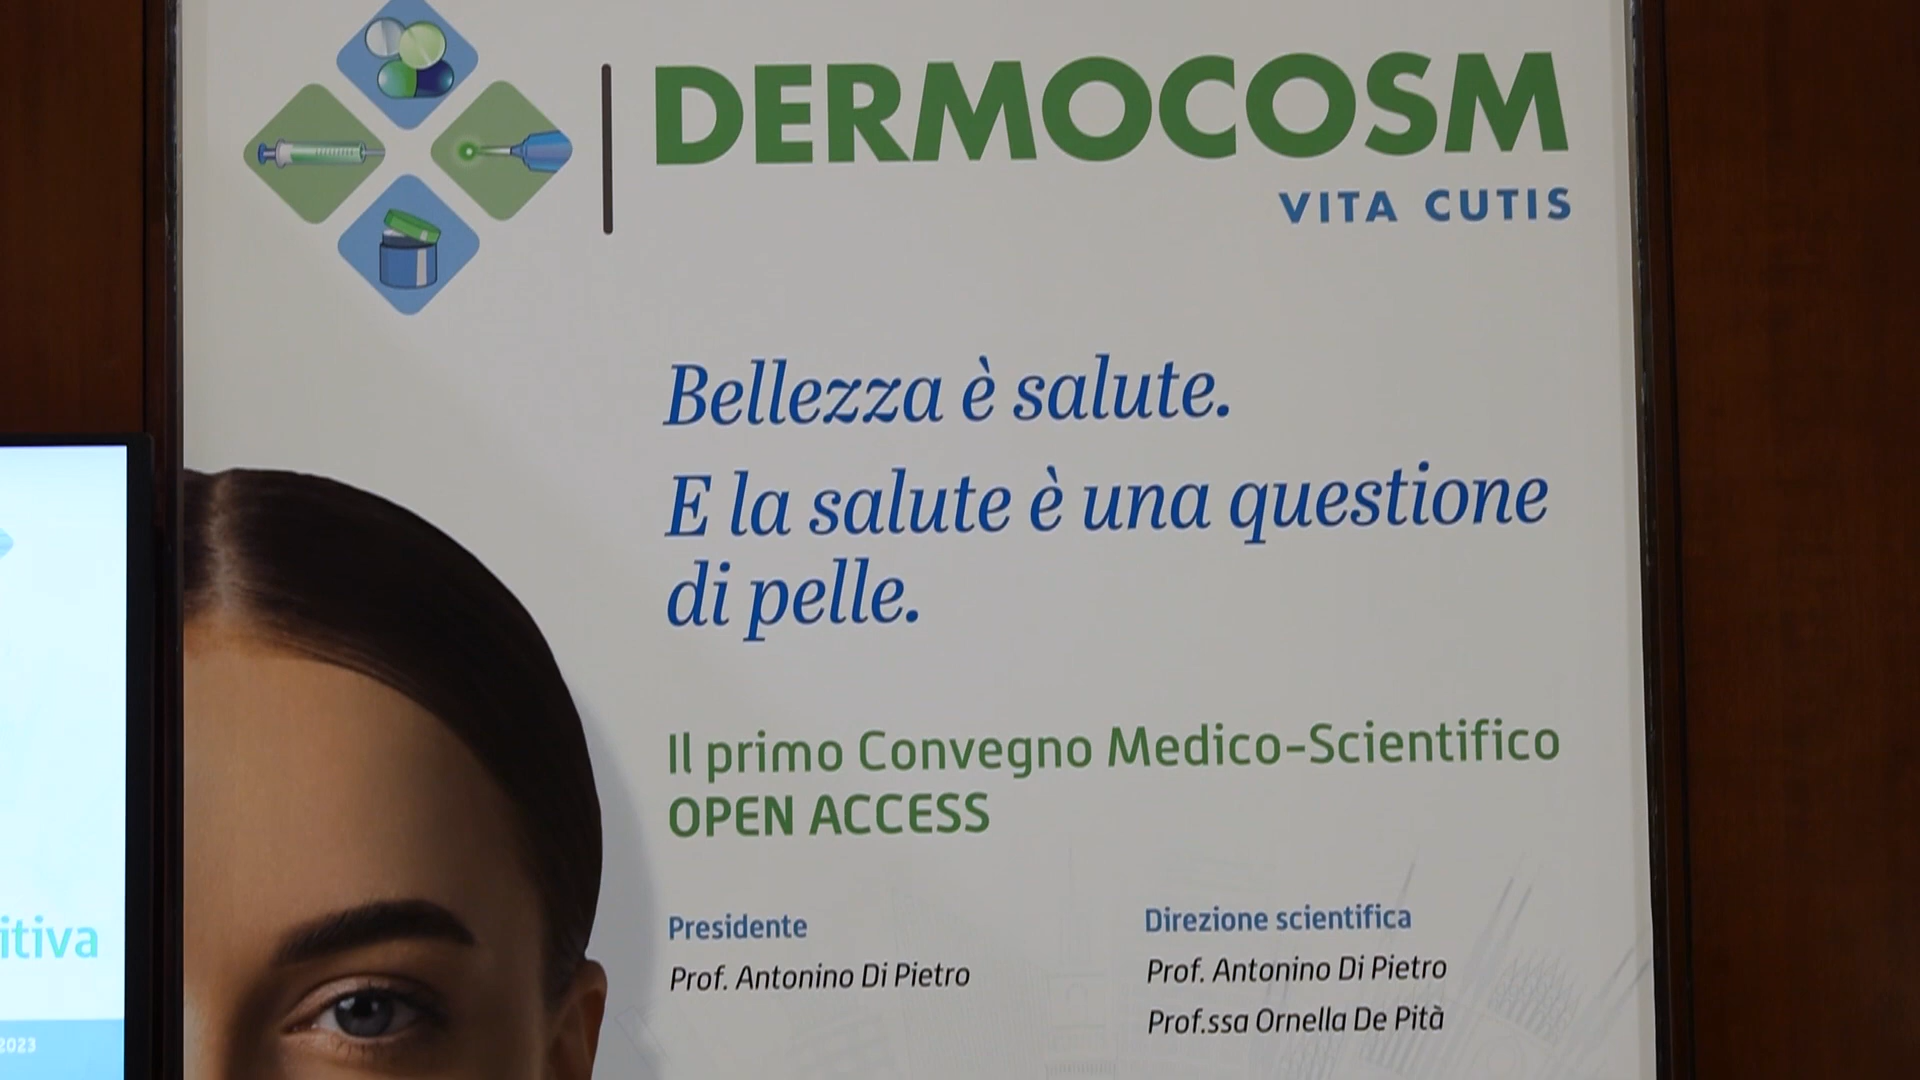 DERMOCOSM
VITA CUTIS
Bellezza è salute.
E la salute è una questione
di pelle.
Il primo Convegno Medico-Scientifico
OPEN ACCESS
Presidente
Prof. Antonino Di Pietro
Direzione scientifica
Prof. Antonino Di Pietro
Prof.ssa Ornella De Pità
itiva
2023